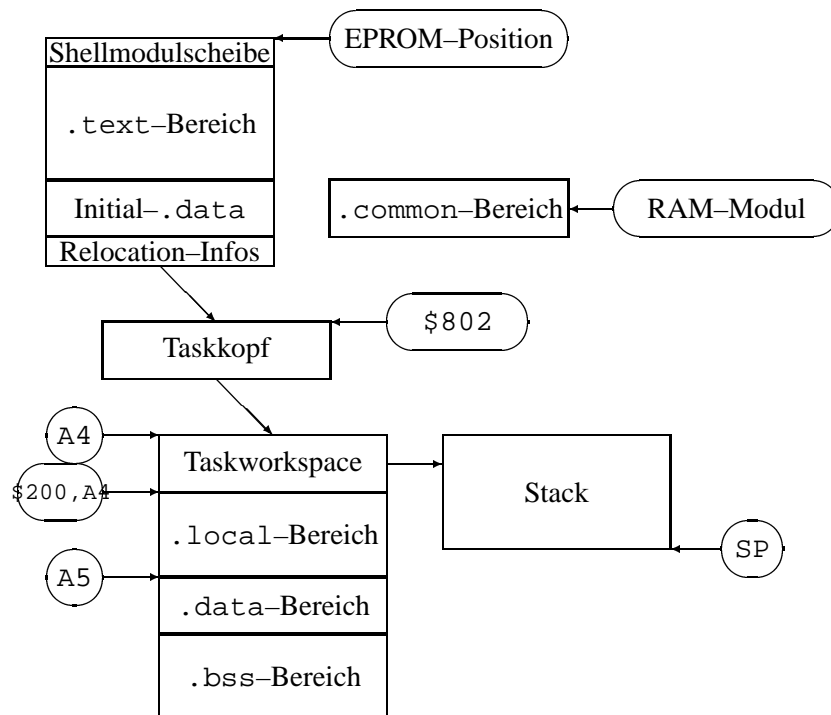 EPROM–Position
Shellmodulscheibe
.text–Bereich
Initial–.data
.common–Bereich
RAM–Modul
Relocation–Infos
$802
Taskkopf
A4
Taskworkspace
$200,A4
Stack
.local–Bereich
SP
A5
.data–Bereich
.bss–Bereich